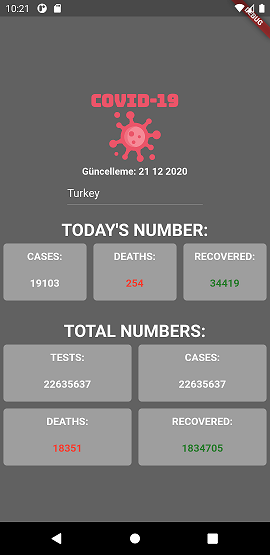 10:21
DEBUG
COVID-19
Güncelleme: 21 12 2020
Turkey
TODAY'S NUMBER:
CASES: DEATHS: RECOVERED:
19103 254 34419
TOTAL NUMBERS:
TESTS: CASES:
22635637 22635637
DEATHS: RECOVERED:
18351 1834705